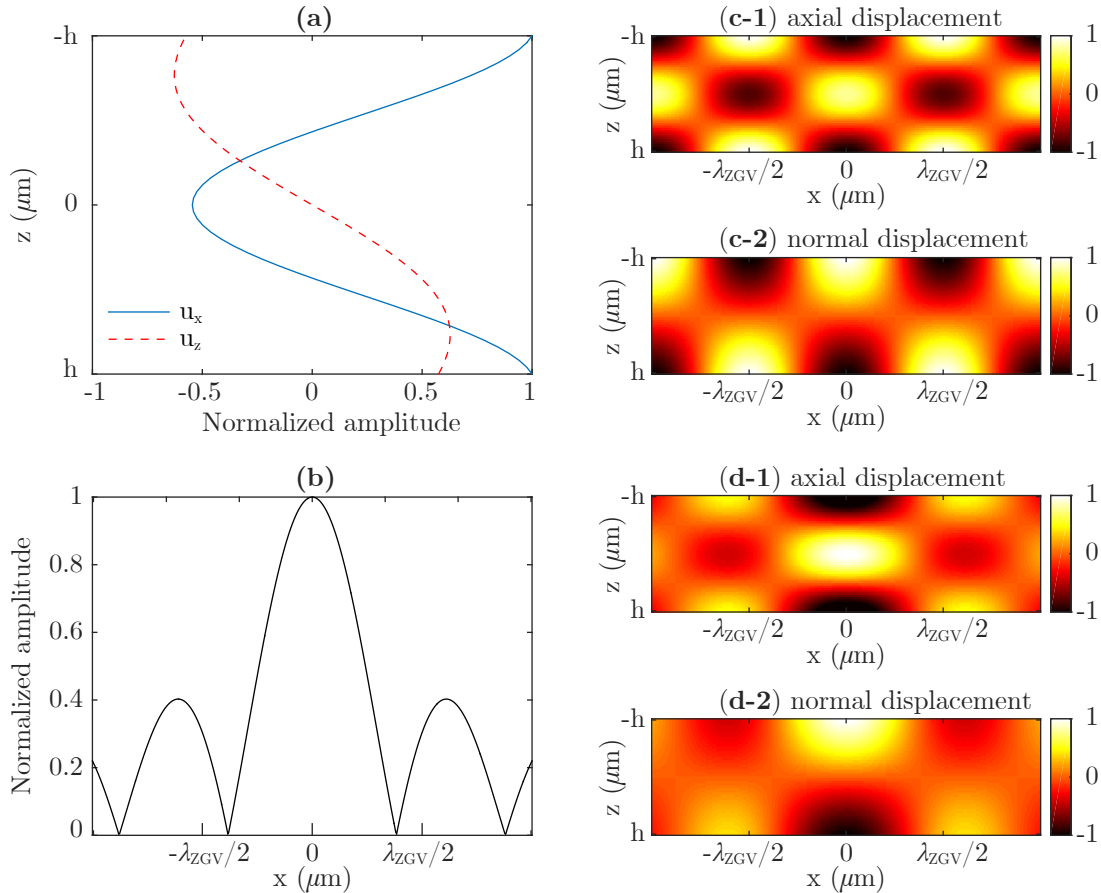 (a)
-h
0
h
z (μm)
u_x
u_z
-1
-0.5
0
0.5
1
Normalized amplitude
(b)
1
0.8
0.6
0.4
0.2
0
Normalized amplitude
-λ_ZGV/2
0
λ_ZGV/2
x (μm)
(c-1) axial displacement
-h
h
z (μm)
-λ_ZGV/2
0
λ_ZGV/2
x (μm)
1
0
-1
(c-2) normal displacement
-h
h
z (μm)
-λ_ZGV/2
0
λ_ZGV/2
x (μm)
1
0
-1
(d-1) axial displacement
-h
h
z (μm)
-λ_ZGV/2
0
λ_ZGV/2
x (μm)
1
0
-1
(d-2) normal displacement
-h
h
z (μm)
-λ_ZGV/2
0
λ_ZGV/2
x (μm)
1
0
-1